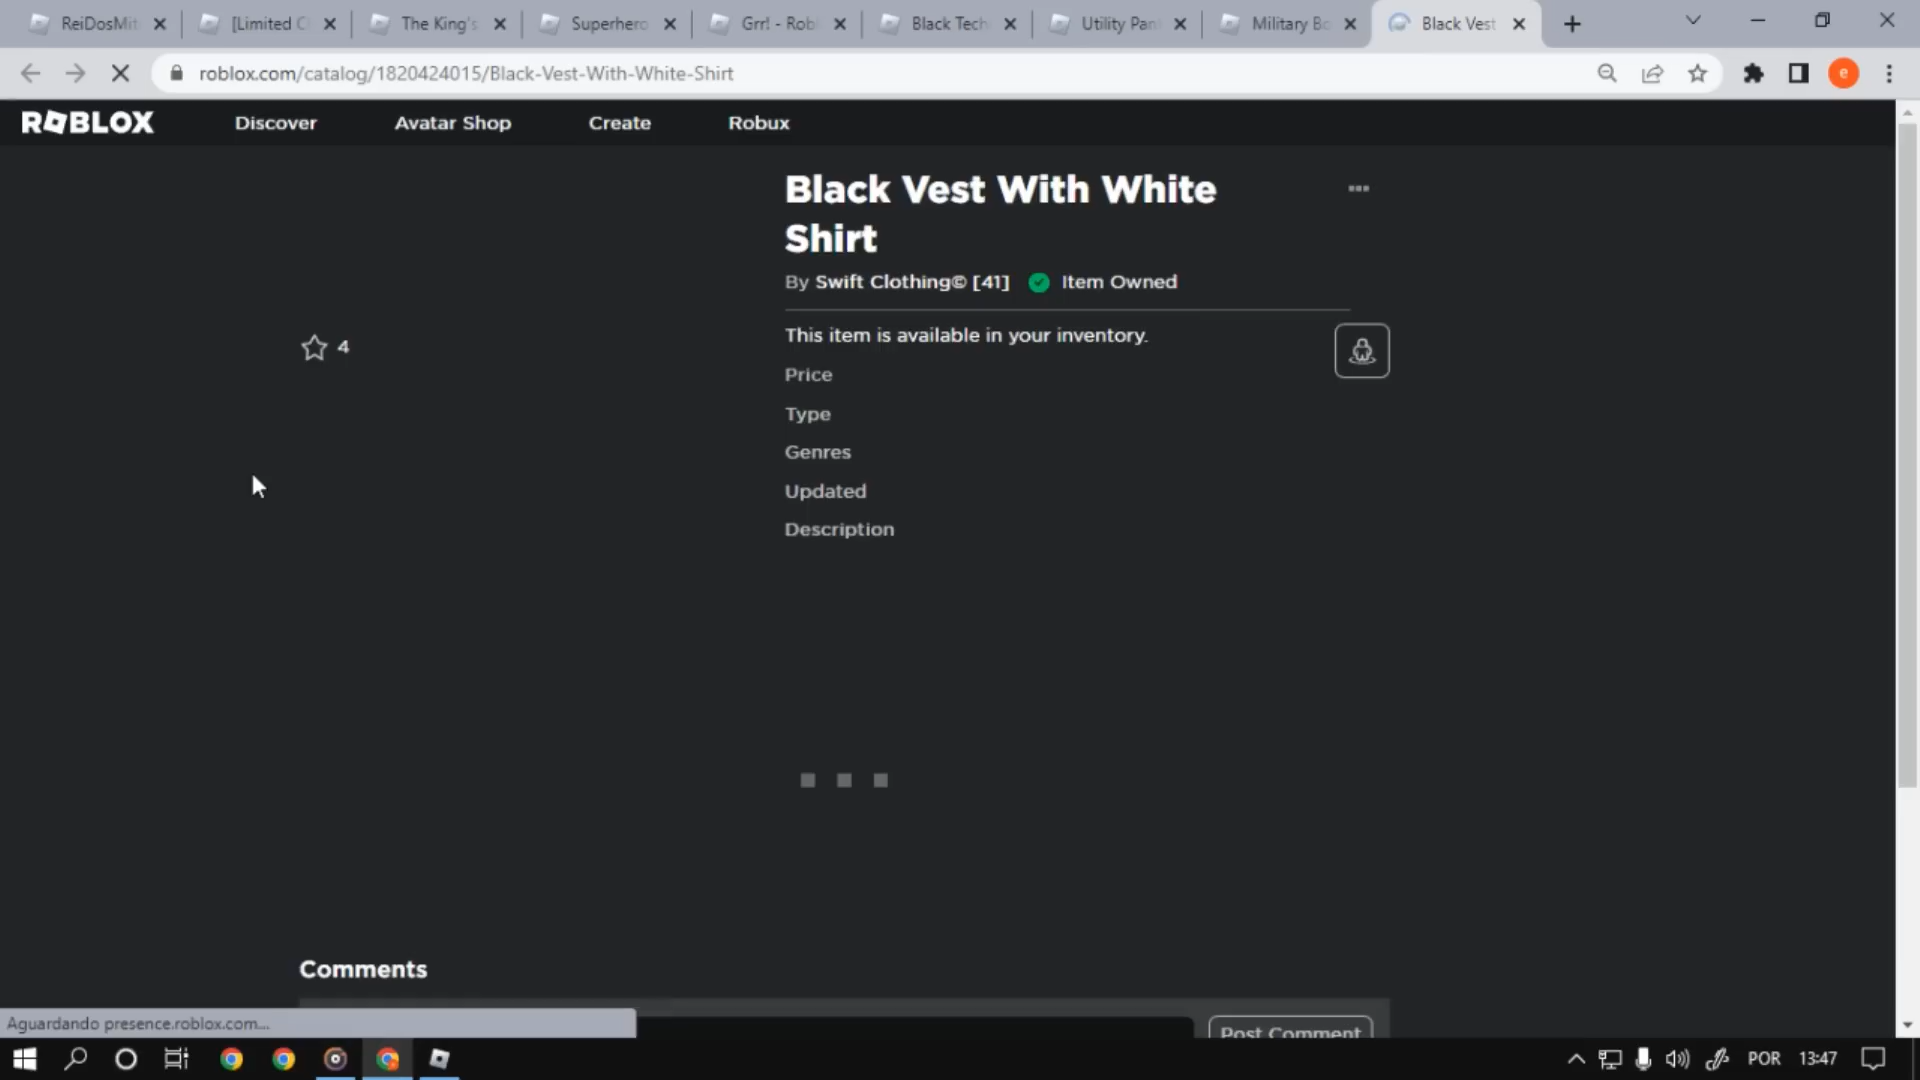 ReiDosMit
[Limited C
The King's
Superhero
Grr! - Rob
Black Tech
Utility Pan
Military Bo
Black Vest
roblox.com/catalog/1820424015/Black-Vest-With-White-Shirt
e
ROBLOX
Discover
Avatar Shop
Create
Robux
Black Vest With White
Shirt
By Swift Clothing© [41] Item Owned
4
This item is available in your inventory.
Price
Type
Genres
Updated
Description
Comments
Post Comment
Aguardando presence.roblox.com...
POR 13:47